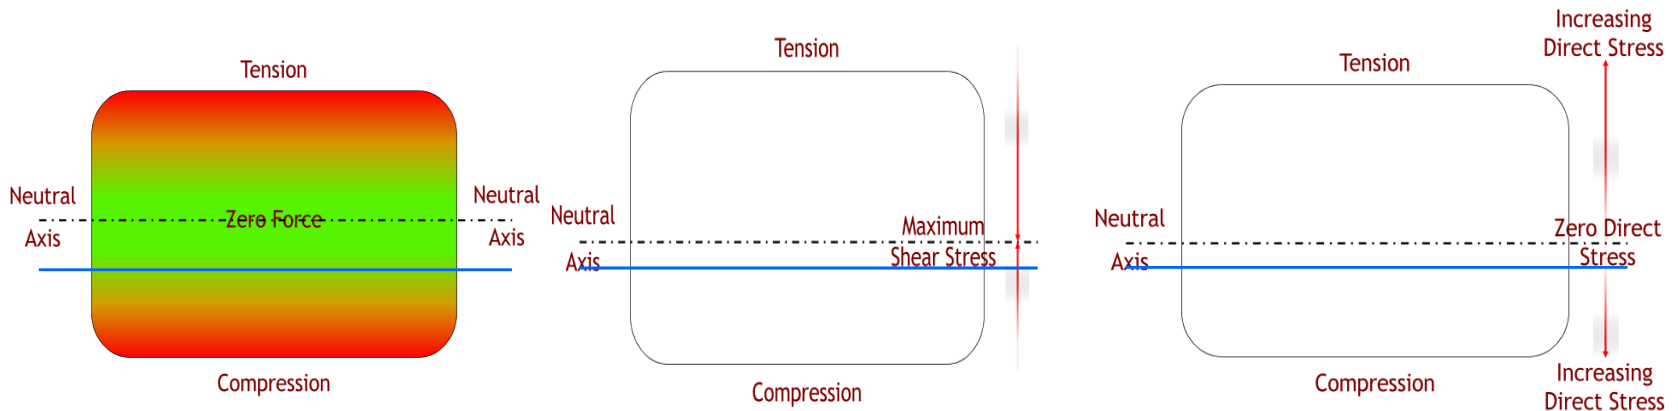 Tension
Neutral
Axis
Zero Force
Neutral
Axis
Compression
Tension
Neutral
Axis
Maximum
Shear Stress
Compression
Increasing
Direct Stress
Tension
Neutral
Axis
Zero Direct
Stress
Compression
Increasing
Direct Stress